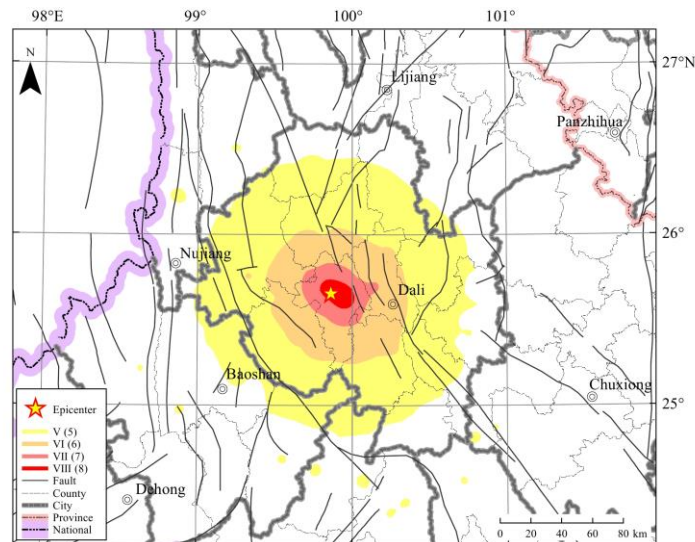 98°E 99° 100° 101°
N
27°N
Lijiang
Panzhihua
26°
Nujiang
Dali
Baoshan
Chuxiong
25°
Dehong
Epicenter
V (5)
VI (6)
VII (7)
VIII (8)
Fault
County
City
Province
National
0 20 40 60 80
km